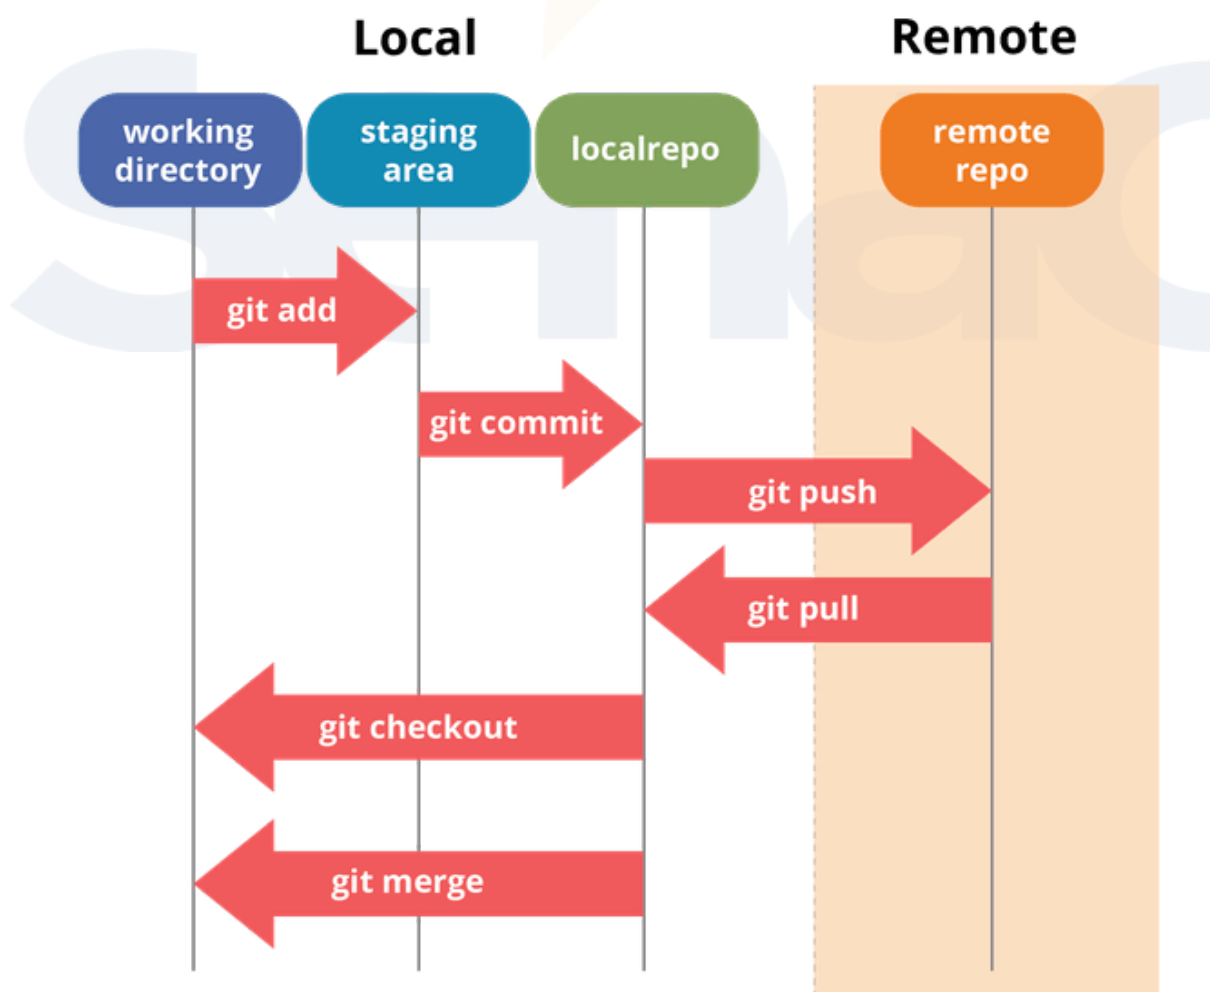 Local
Remote
working
directory
staging
area
localrepo
remote
repo
git add
git commit
git push
git pull
git checkout
git merge